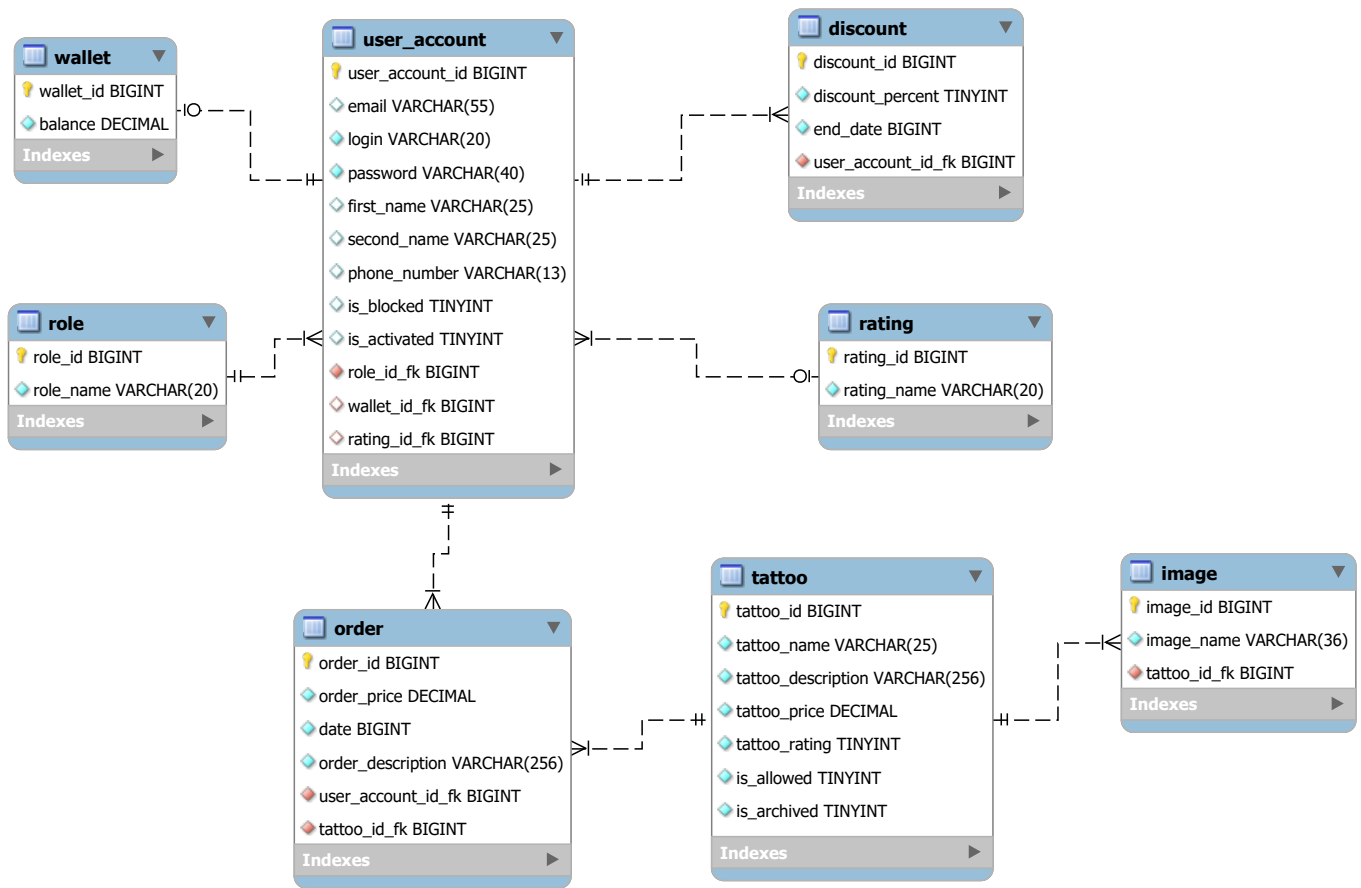 wallet
wallet_id BIGINT
balance DECIMAL
Indexes
user_account
user_account_id BIGINT
email VARCHAR(55)
login VARCHAR(20)
password VARCHAR(40)
first_name VARCHAR(25)
second_name VARCHAR(25)
phone_number VARCHAR(13)
is_blocked TINYINT
is_activated TINYINT
role_id_fk BIGINT
wallet_id_fk BIGINT
rating_id_fk BIGINT
Indexes
discount
discount_id BIGINT
discount_percent TINYINT
end_date BIGINT
user_account_id_fk BIGINT
Indexes
role
role_id BIGINT
role_name VARCHAR(20)
Indexes
rating
rating_id BIGINT
rating_name VARCHAR(20)
Indexes
order
order_id BIGINT
order_price DECIMAL
date BIGINT
order_description VARCHAR(256)
user_account_id_fk BIGINT
tattoo_id_fk BIGINT
Indexes
tattoo
tattoo_id BIGINT
tattoo_name VARCHAR(25)
tattoo_description VARCHAR(256)
tattoo_price DECIMAL
tattoo_rating TINYINT
is_allowed TINYINT
is_archived TINYINT
Indexes
image
image_id BIGINT
image_name VARCHAR(36)
tattoo_id_fk BIGINT
Indexes